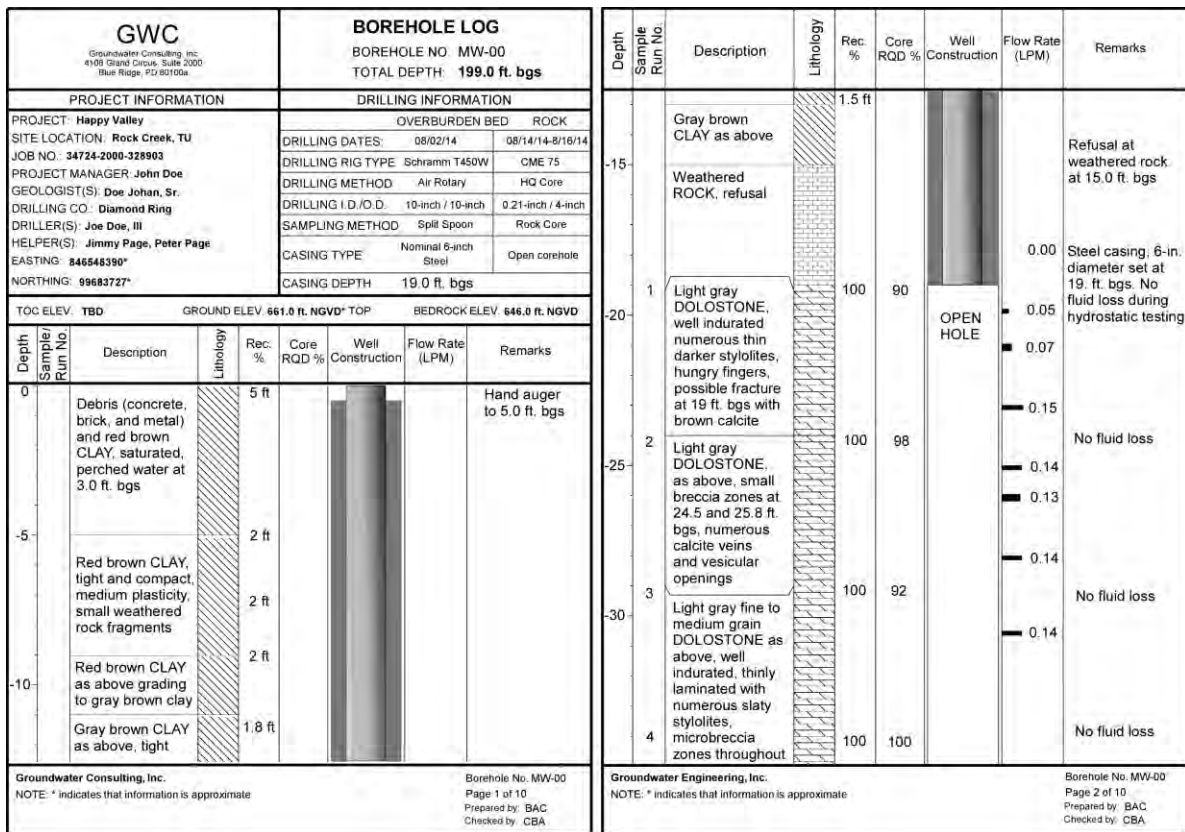 GWC
Groundwater Consulting, Inc.
4108 Grand Circus, Suite 2000
Blue Ridge, PD 80100a
BOREHOLE LOG
BOREHOLE NO. MW-00
TOTAL DEPTH: 199.0 ft. bgs
PROJECT INFORMATION
PROJECT: Happy Valley
SITE LOCATION: Rock Creek, TU
JOB NO.: 34724-2000-328903
PROJECT MANAGER: John Doe
GEOLOGIST(S): Doe Johan, Sr.
DRILLING CO.: Diamond Ring
DRILLER(S): Joe Doe, III
HELPER(S): Jimmy Page, Peter Page
EASTING: 846548390*
NORTHING: 99683727*
DRILLING INFORMATION
OVERBURDEN BED ROCK
DRILLING DATES: 08/02/14 08/14/14-8/16/14
DRILLING RIG TYPE Schramm T450W CME 75
DRILLING METHOD Air Rotary HQ Core
DRILLING I.D./O.D. 10-inch / 10-inch 0.21-inch / 4-inch
SAMPLING METHOD Split Spoon Rock Core
CASING TYPE Nominal 6-inch Steel Open corehole
CASING DEPTH 19.0 ft. bgs
TOC ELEV. TBD GROUND ELEV. 661.0 ft. NGVD* TOP BEDROCK ELEV. 646.0 ft. NGVD
Depth Sample/ Run No. Description Lithology Rec. % Core RQD % Well Construction Flow Rate (LPM) Remarks
0
5 ft
Debris (concrete,
brick, and metal)
and red brown
CLAY, saturated,
perched water at
3.0 ft. bgs
Hand auger
to 5.0 ft. bgs
-5
2 ft
Red brown CLAY,
tight and compact,
medium plasticity,
small weathered
rock fragments
2 ft
2 ft
Red brown CLAY
as above grading
to gray brown clay
-10
Gray brown CLAY
as above, tight
1.8 ft
Groundwater Consulting, Inc.
NOTE: * indicates that information is approximate
Borehole No. MW-00
Page 1 of 10
Prepared by: BAC
Checked by: CBA
Depth Sample Run No. Description Lithology Rec. % Core RQD % Well Construction Flow Rate (LPM) Remarks
1.5 ft
Gray brown
CLAY as above
-15
Weathered
ROCK, refusal
Refusal at
weathered rock
at 15.0 ft. bgs
0.00
Steel casing, 6-in.
diameter set at
19. ft. bgs. No
fluid loss during
hydrostatic testing
1
Light gray
DOLOSTONE,
well indurated
numerous thin
darker stylolites,
hungry fingers,
possible fracture
at 19 ft. bgs with
brown calcite
100 90
-20
OPEN
HOLE
0.05
0.07
0.15
2
Light gray
DOLOSTONE,
as above, small
breccia zones at
24.5 and 25.8 ft.
bgs, numerous
calcite veins
and vesicular
openings
100 98
No fluid loss
-25
0.14
0.13
0.14
3
Light gray fine to
medium grain
DOLOSTONE as
above, well
indurated, thinly
laminated with
numerous slaty
stylolites,
microbreccia
zones throughout
100 92
No fluid loss
-30
0.14
4
100 100
No fluid loss
Groundwater Engineering, Inc.
NOTE: * indicates that information is approximate
Borehole No. MW-00
Page 2 of 10
Prepared by: BAC
Checked by: CBA